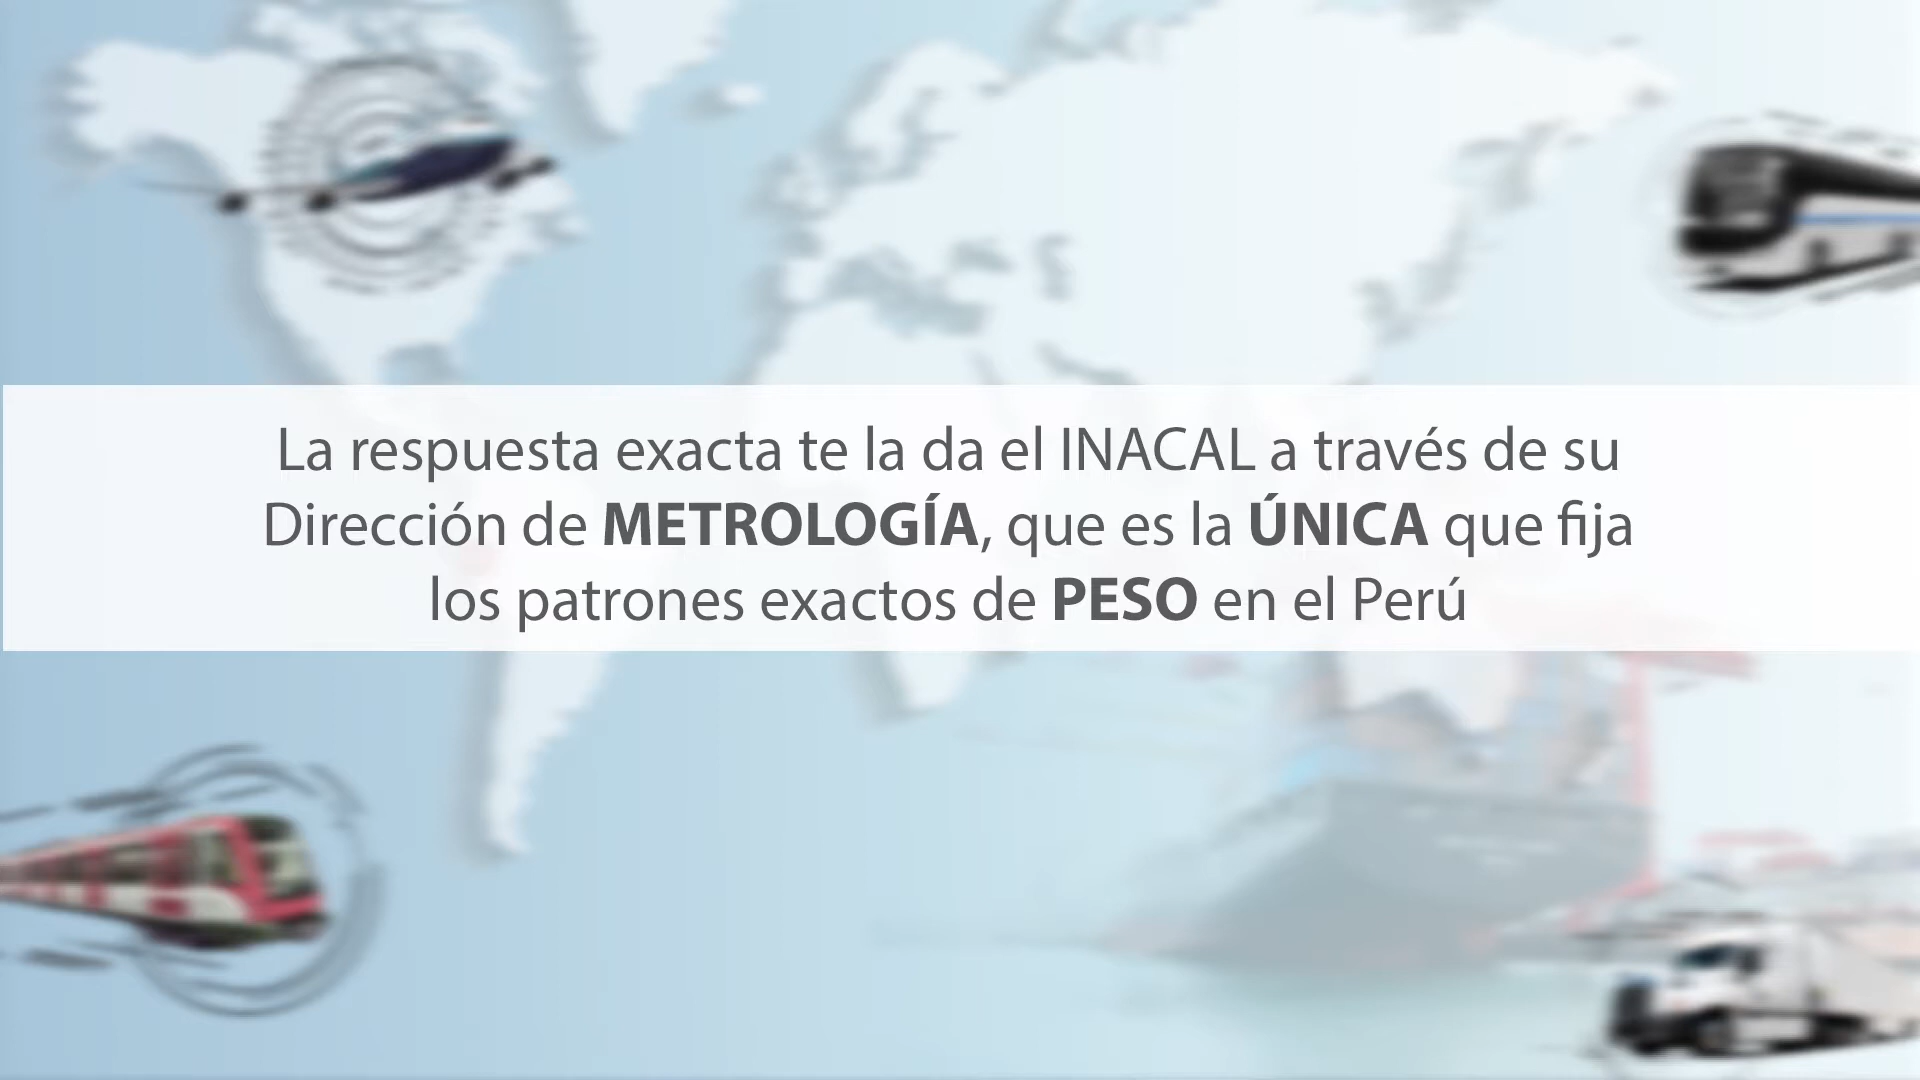 La respuesta exacta te la da el INACAL a través de su
Dirección de METROLOGÍA, que es la ÚNICA que fija
los patrones exactos de PESO en el Perú